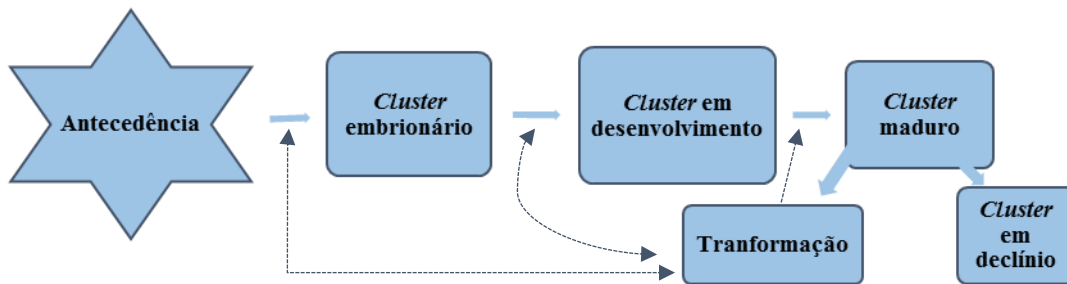 Antecedência
Cluster
embrionário
Cluster em
desenvolvimento
Cluster
maduro
Tranformação
Cluster
em
declínio